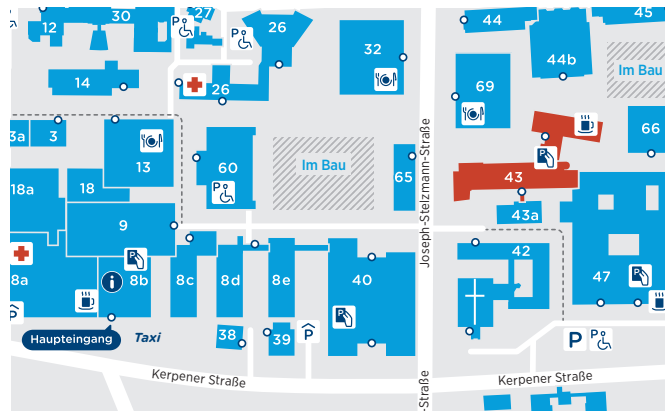 30
27
12
26
44
45
32
44b
Im Bau
14
26
69
3a
3
13
60
Im Bau
65
66
Joseph-Stelzmann-Straße
43
18a
18
9
43a
42
8a
i
8b
8c
8d
8e
40
47
Haupteingang
Taxi
38
39
P
P
Kerpener Straße
Kerpener Straße
-Straße